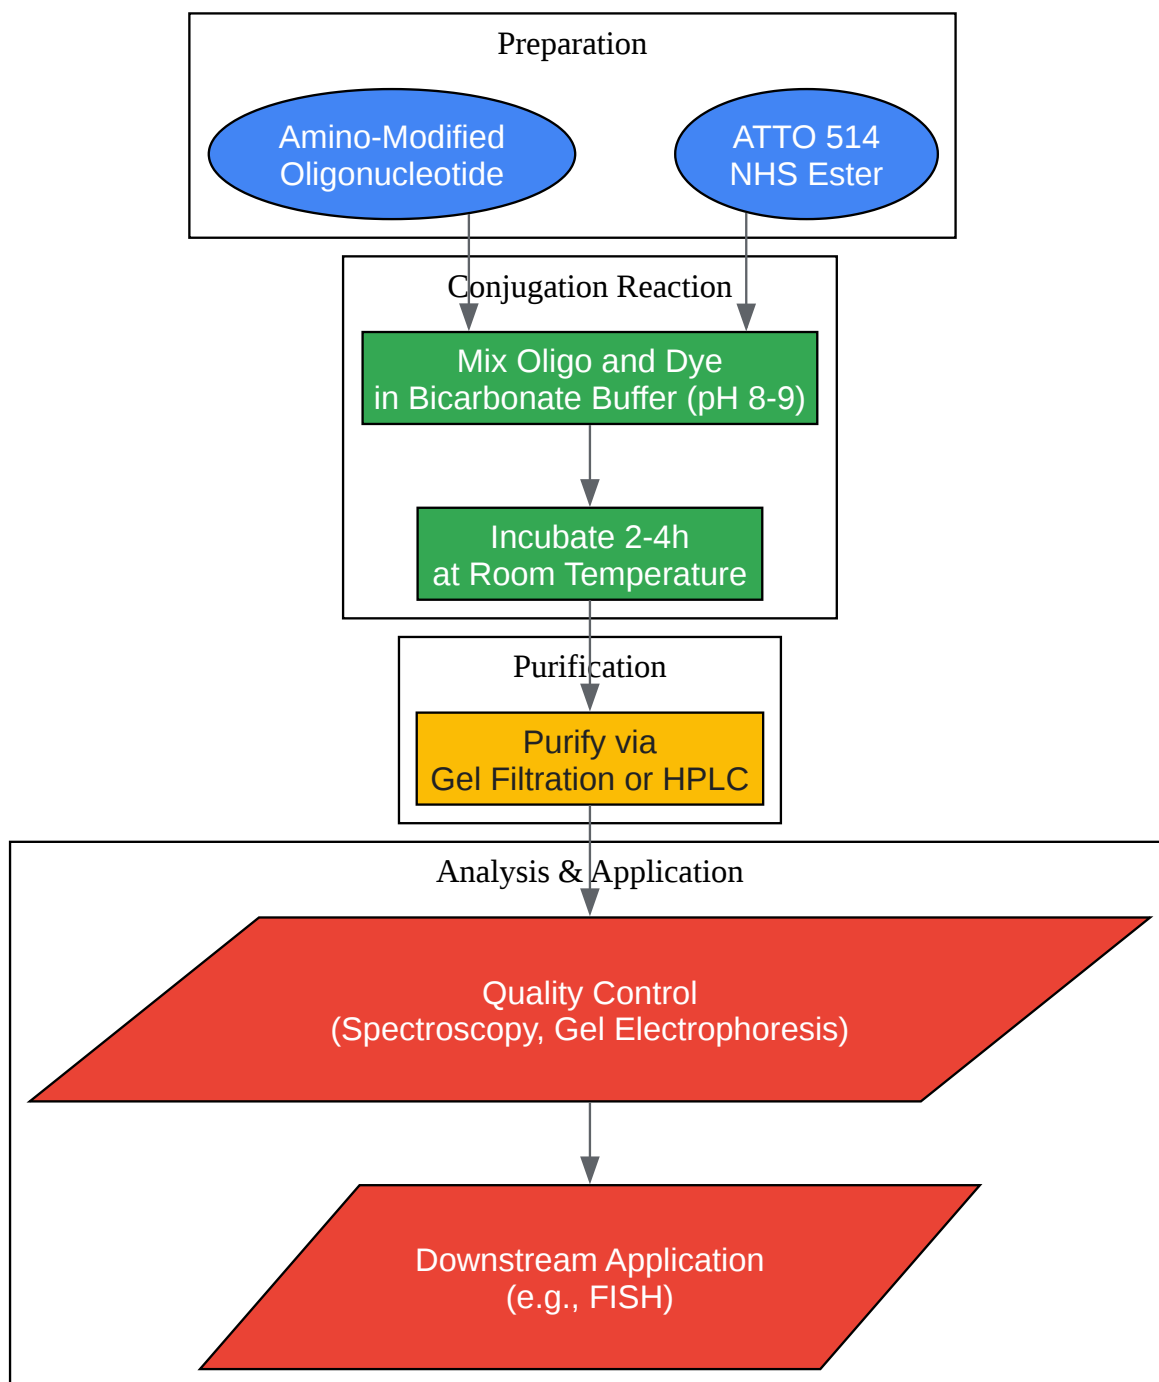 Preparation
Amino-Modified
Oligonucleotide
ATTO 514
NHS Ester
Conjugation Reaction
Mix Oligo and Dye
in Bicarbonate Buffer (pH 8-9)
Incubate 2-4h
at Room Temperature
Purification
Purify via
Gel Filtration or HPLC
Analysis & Application
Quality Control
(Spectroscopy, Gel Electrophoresis)
Downstream Application
(e.g., FISH)